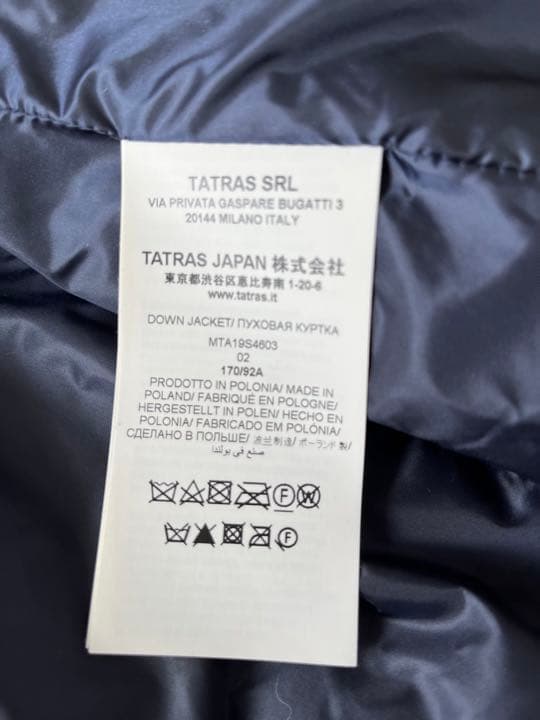 TATRAS SRL
VIA PRIVATA GASPARE BUGATTI 3
20144 MILANO ITALY
TATRAS JAPAN 株式会社
東京都渋谷区恵比寿南 1-20-6
www.tatras.it
DOWN JACKET/ ПУХОВАЯ КУРТКА
MTA19S4603
02
170/92A
PRODOTTO IN POLONIA/ MADE IN
POLAND/ FABRIQUÉ EN POLOGNE/
HERGESTELLT IN POLEN/ HECHO EN
POLONIA/ FABRICADO EM POLÓNIA/
СДЕЛАНО В ПОЛЬШЕ/ 波兰制造/ ポーランド製/
صنع في بولندا
F W
F